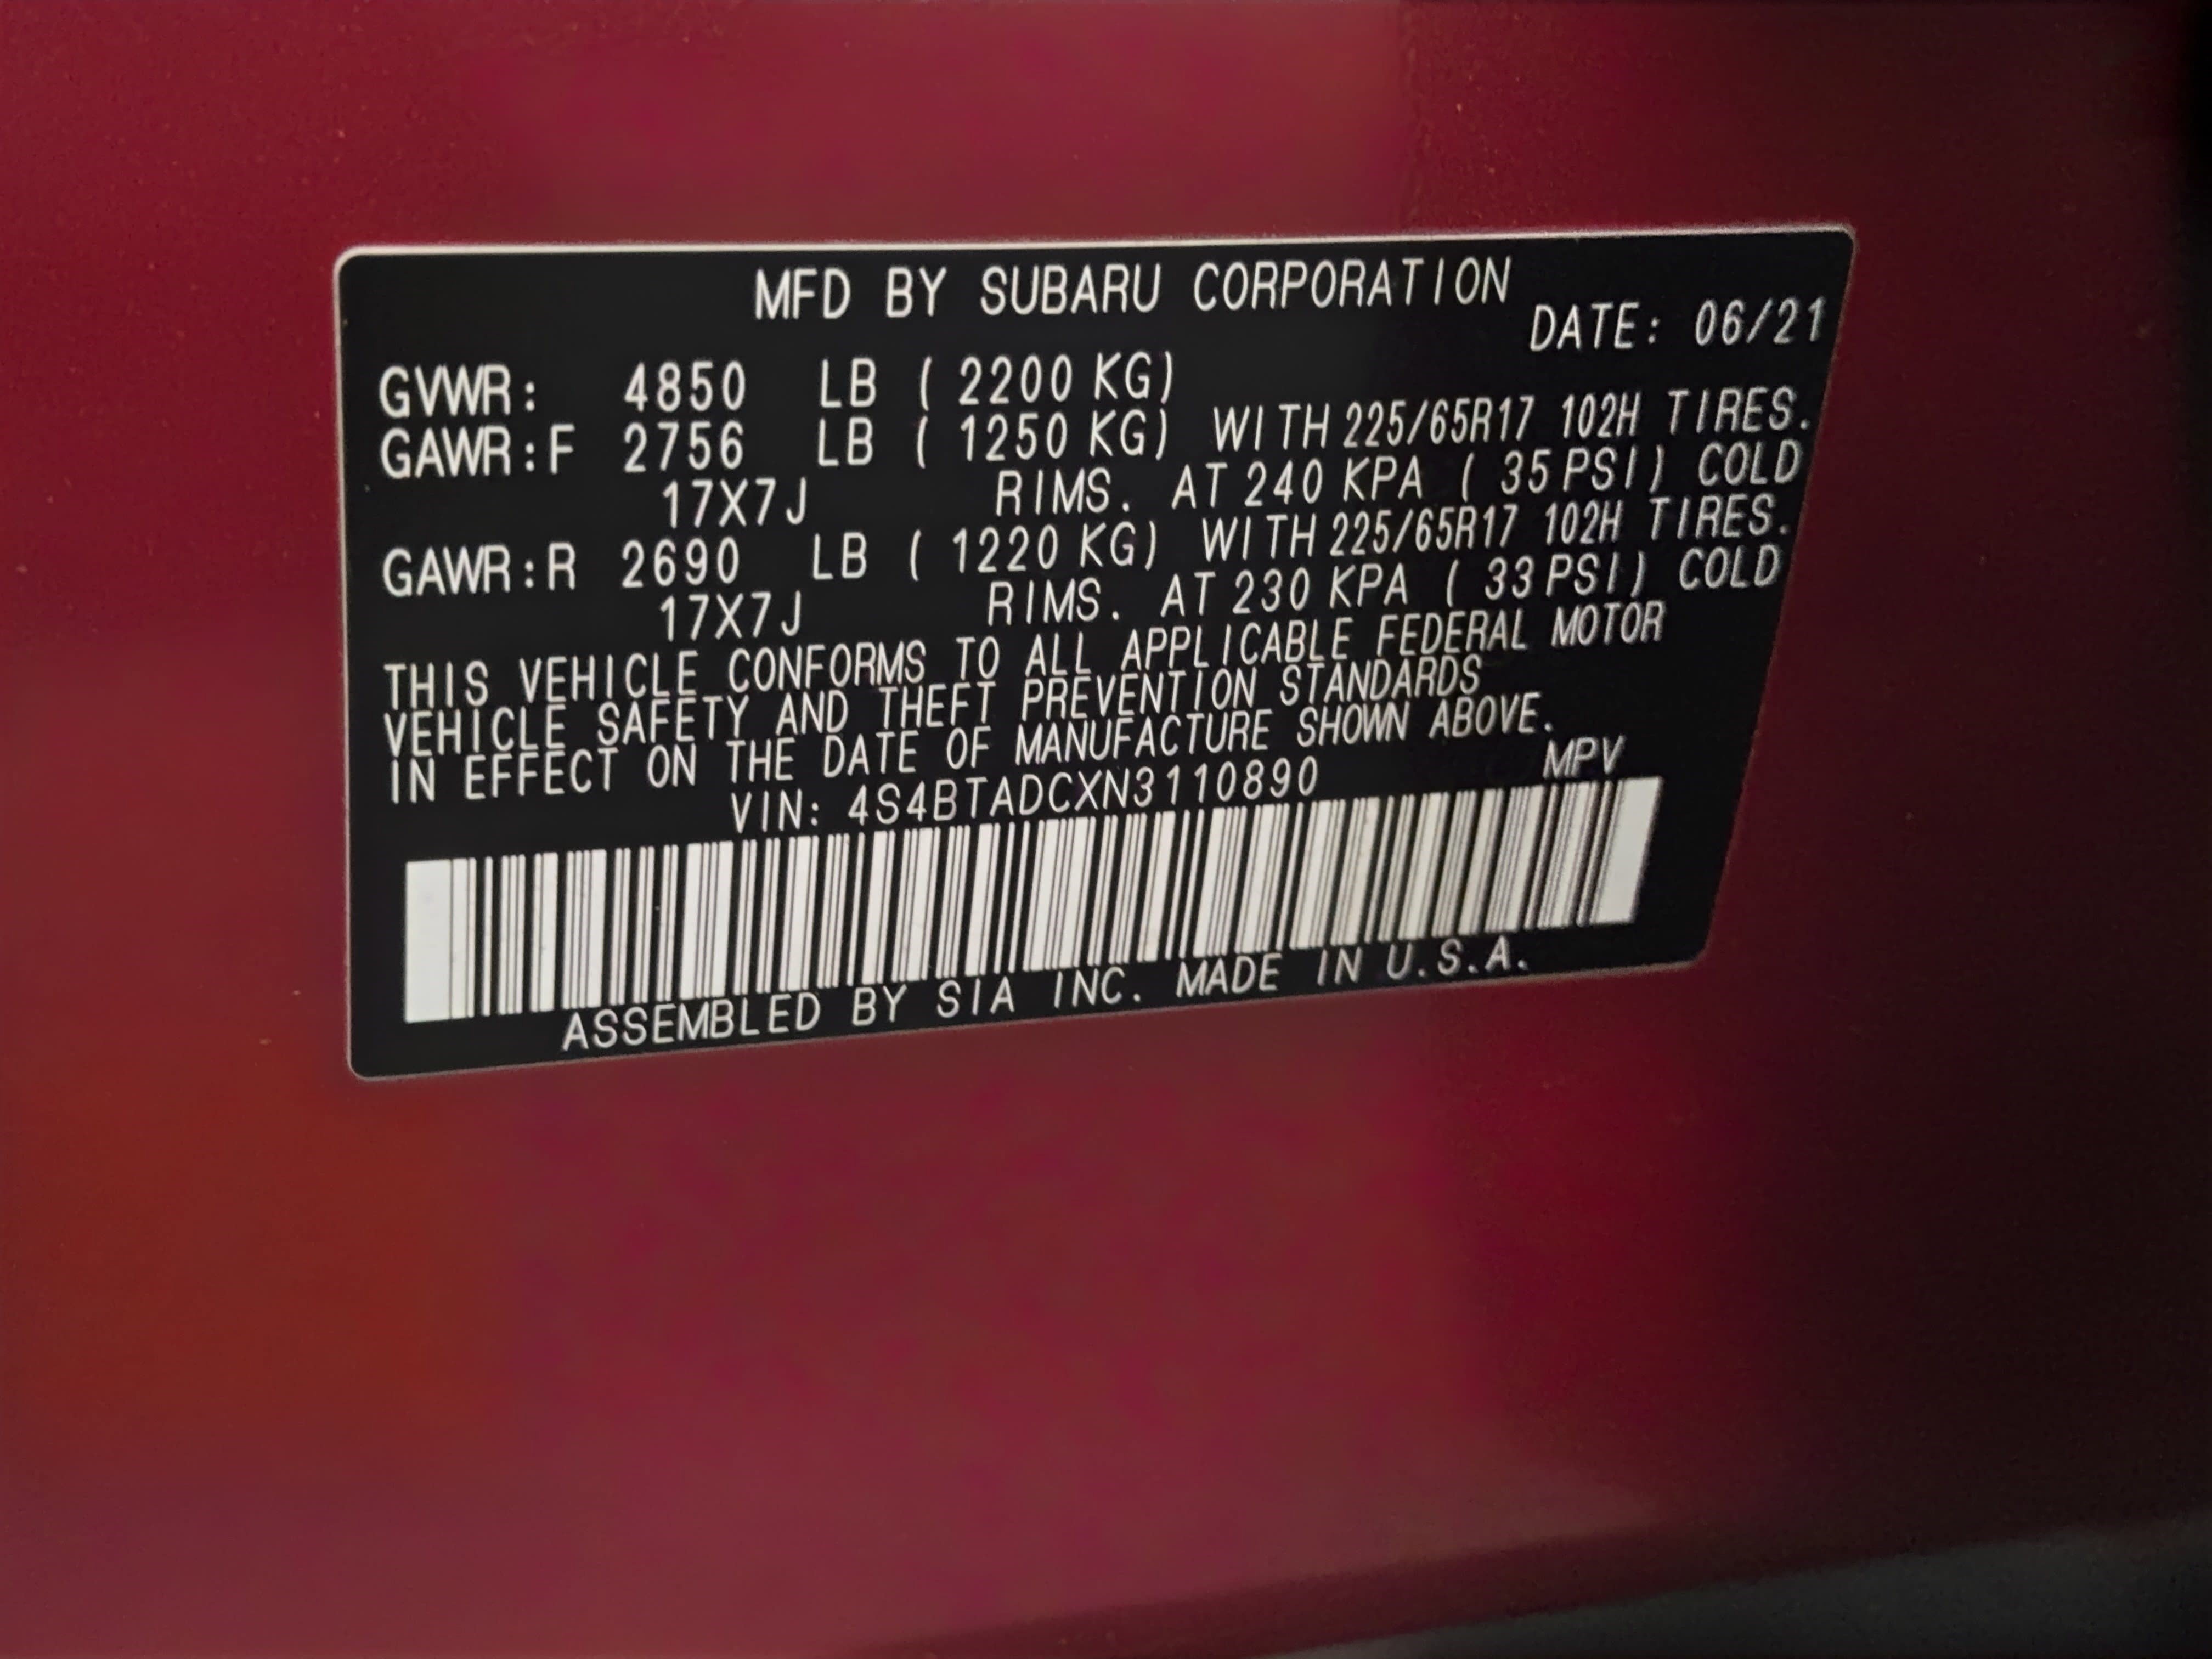 MFD BY SUBARU CORPORATION
DATE: 06/21
GVWR: 4850 LB ( 2200 KG)
GAWR:F 2756 LB ( 1250 KG) WITH 225/65R17 102H TIRES.
17X7J RIMS. AT 240 KPA ( 35 PSI) COLD
GAWR:R 2690 LB ( 1220 KG) WITH 225/65R17 102H TIRES.
17X7J RIMS. AT 230 KPA ( 33 PSI) COLD
THIS VEHICLE CONFORMS TO ALL APPLICABLE FEDERAL MOTOR
VEHICLE SAFETY AND THEFT PREVENTION STANDARDS
IN EFFECT ON THE DATE OF MANUFACTURE SHOWN ABOVE.
VIN: 4S4BTADCXN3110890 MPV
ASSEMBLED BY SIA INC. MADE IN U.S.A.